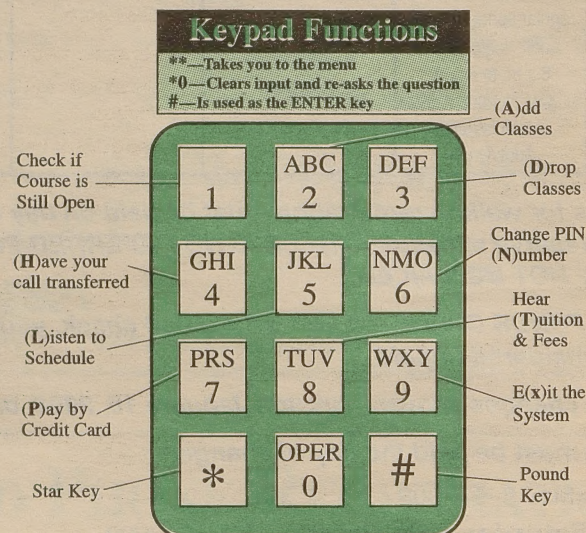 Keypad Functions
**—Takes you to the menu
*0—Clears input and re-asks the question
#—Is used as the ENTER key
(A)dd
Classes
Check if
Course is
Still Open
1
ABC
2
DEF
3
(D)rop
Classes
Change PIN
(N)umber
(H)ave your
call transferred
GHI
4
JKL
5
NMO
6
Hear
(T)uition
& Fees
(L)isten to
Schedule
PRS
7
TUV
8
WXY
9
E(x)it the
System
(P)ay by
Credit Card
Star Key
*
OPER
0
#
Pound
Key